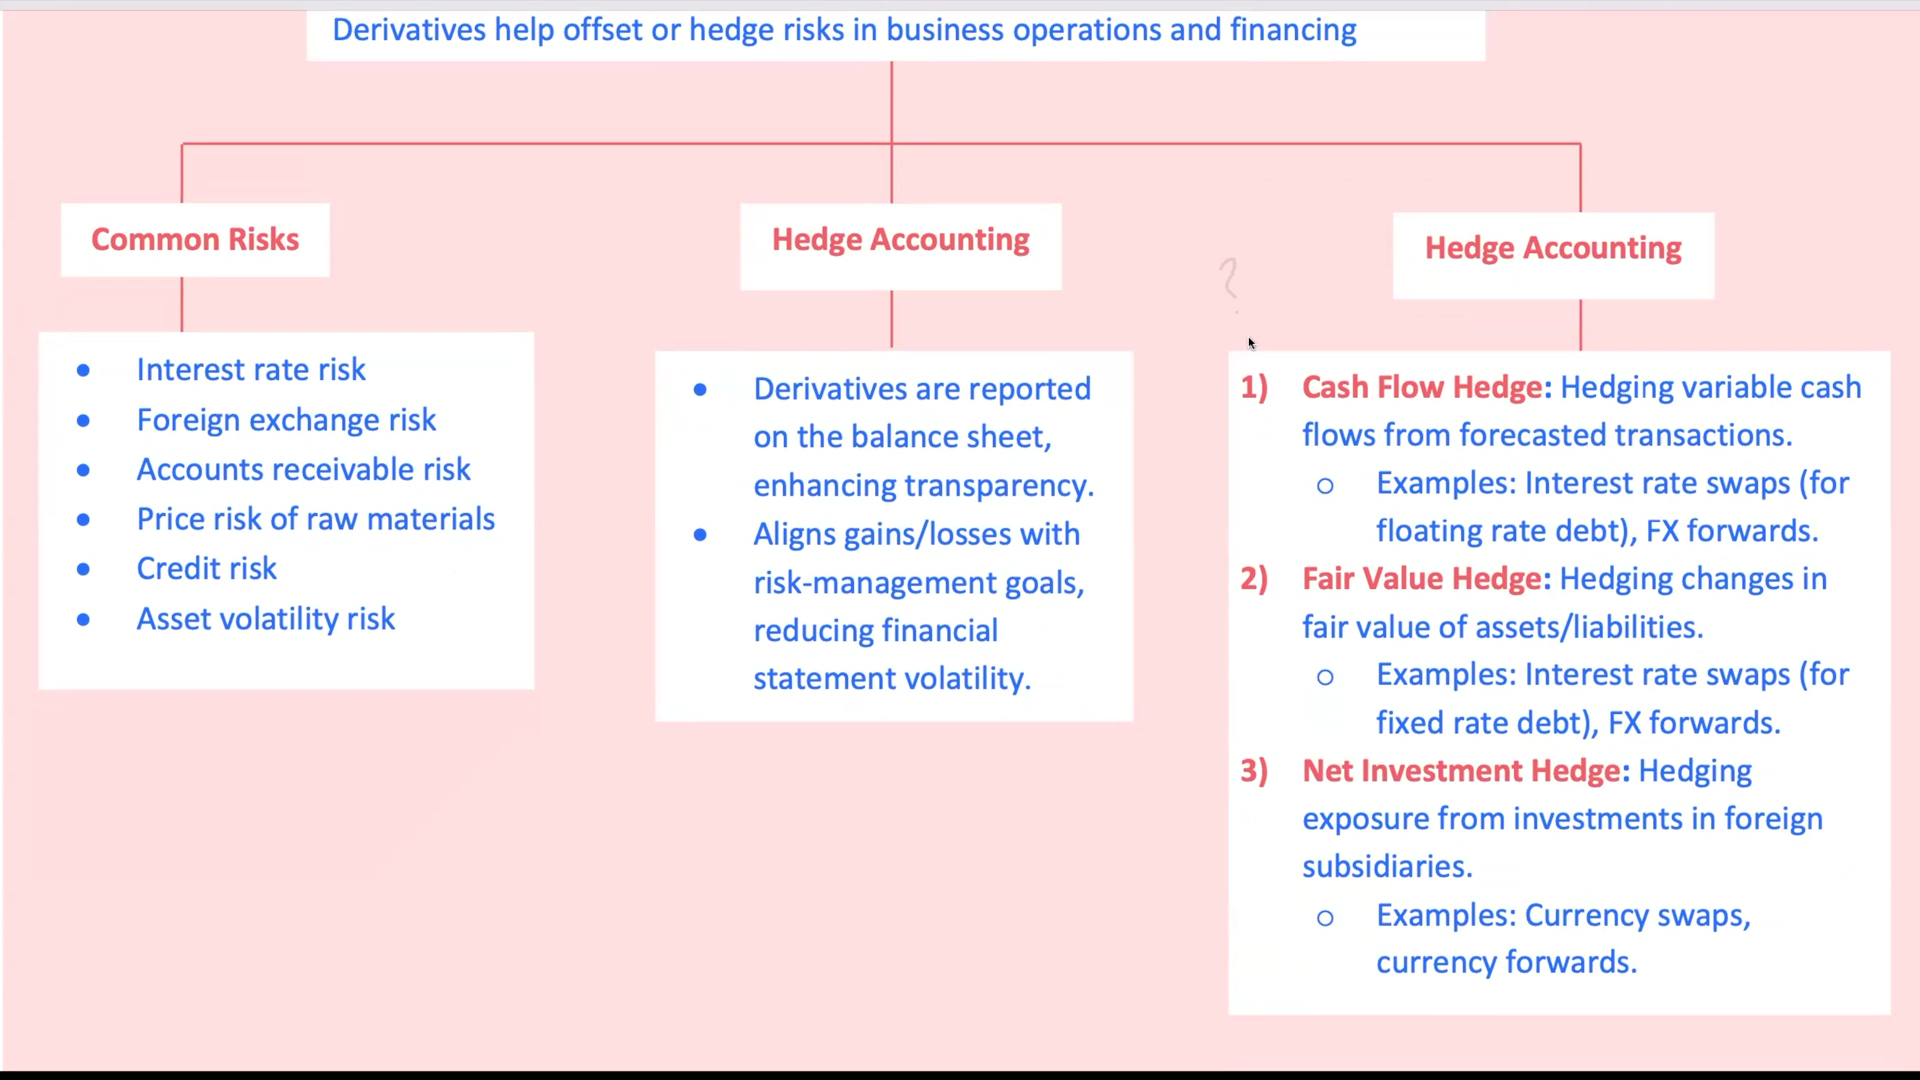 Derivatives help offset or hedge risks in business operations and financing
Common Risks
• Interest rate risk
• Foreign exchange risk
• Accounts receivable risk
• Price risk of raw materials
• Credit risk
• Asset volatility risk
Hedge Accounting
• Derivatives are reported
on the balance sheet,
enhancing transparency.
• Aligns gains/losses with
risk-management goals,
reducing financial
statement volatility.
?
Hedge Accounting
1) Cash Flow Hedge: Hedging variable cash
flows from forecasted transactions.
o Examples: Interest rate swaps (for
floating rate debt), FX forwards.
2) Fair Value Hedge: Hedging changes in
fair value of assets/liabilities.
o Examples: Interest rate swaps (for
fixed rate debt), FX forwards.
3) Net Investment Hedge: Hedging
exposure from investments in foreign
subsidiaries.
o Examples: Currency swaps,
currency forwards.